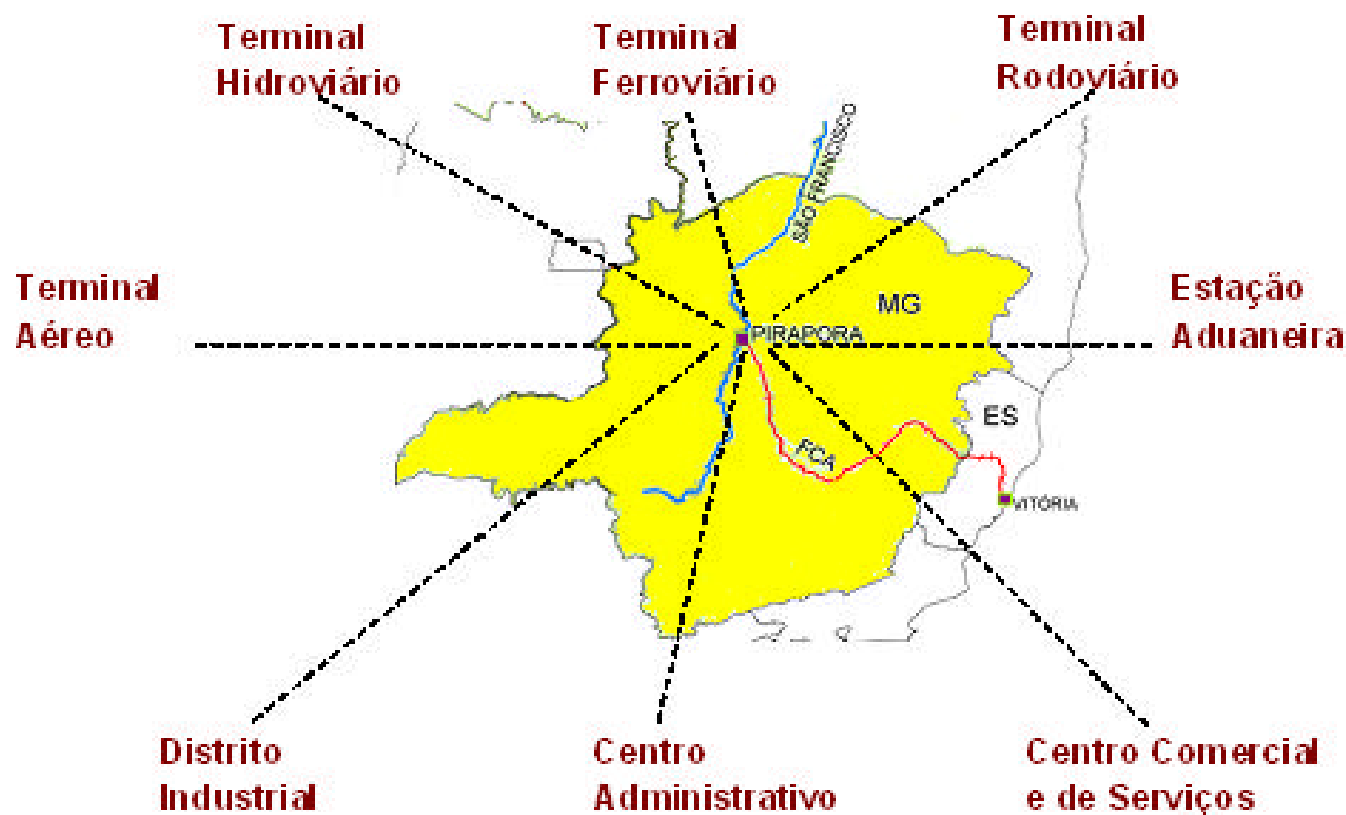 Terminal
Hidroviário
Terminal
Ferroviário
Terminal
Rodoviário
SÃO FRANCISCO
Terminal
Aéreo
MG
PIRAPORA
Estação
Aduaneira
ES
FCA
VITÓRIA
Distrito
Industrial
Centro
Administrativo
Centro Comercial
e de Serviços